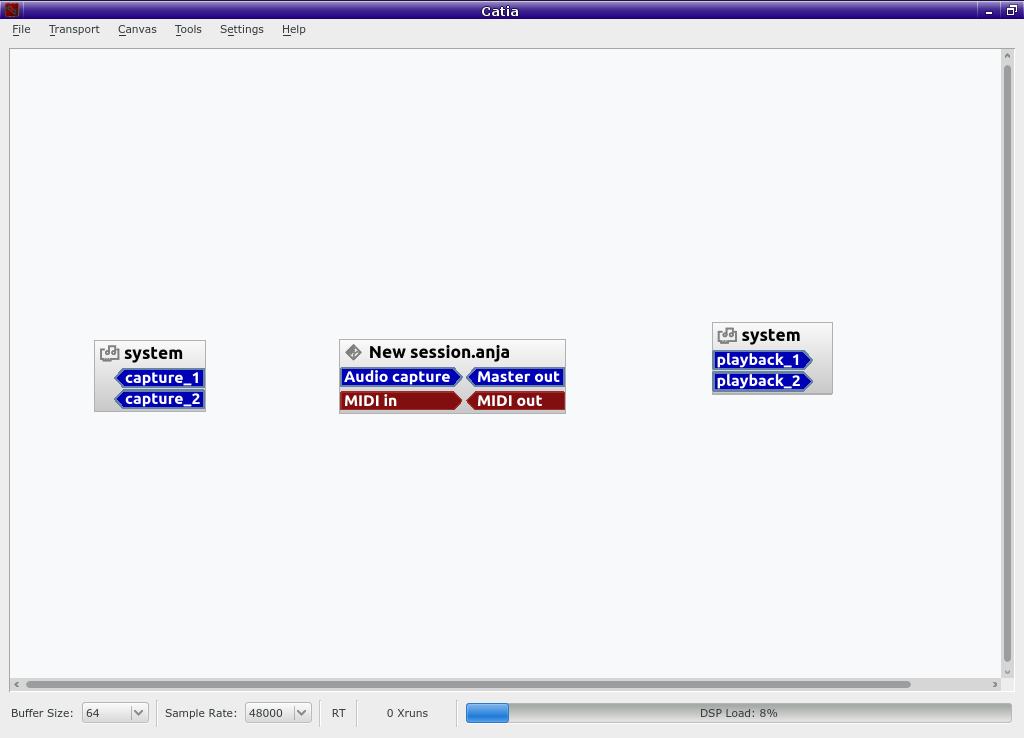 Catia
File Transport Canvas Tools Settings Help
system
capture_1
capture_2
New session.anja
Audio capture Master out
MIDI in MIDI out
system
playback_1
playback_2
Buffer Size: 64 Sample Rate: 48000 RT 0 Xruns DSP Load: 8%